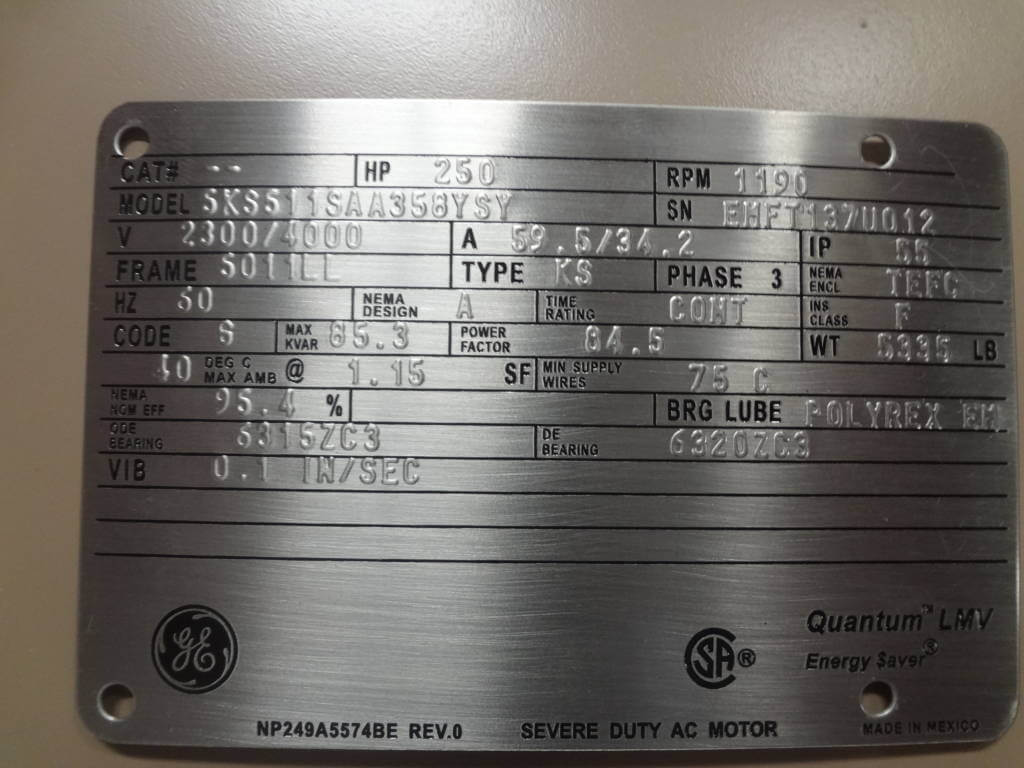 CAT# -- HP 250 RPM 1190
MODEL 5KS511SAA358YSY SN EHFT137U012
V 2300/4000 A 59.5/34.2 IP 55
FRAME 5011LL TYPE KS PHASE 3 NEMA ENCL TEFC
HZ 60 NEMA DESIGN A TIME RATING CONT INS CLASS F
CODE G MAX KVAR 85.3 POWER FACTOR 84.5 WT 5335 LB
40 DEG C MAX AMB @ 1.15 SF MIN SUPPLY WIRES 75 C
NEMA NOM EFF 95.4 % BRG LUBE POLYREX EM
ODE BEARING 6315ZC3 DE BEARING 6320ZC3
VIB 0.1 IN/SEC
GE
Quantum™ LMV
SA®
Energy $aver®
NP249A5574BE REV.0 SEVERE DUTY AC MOTOR MADE IN MEXICO